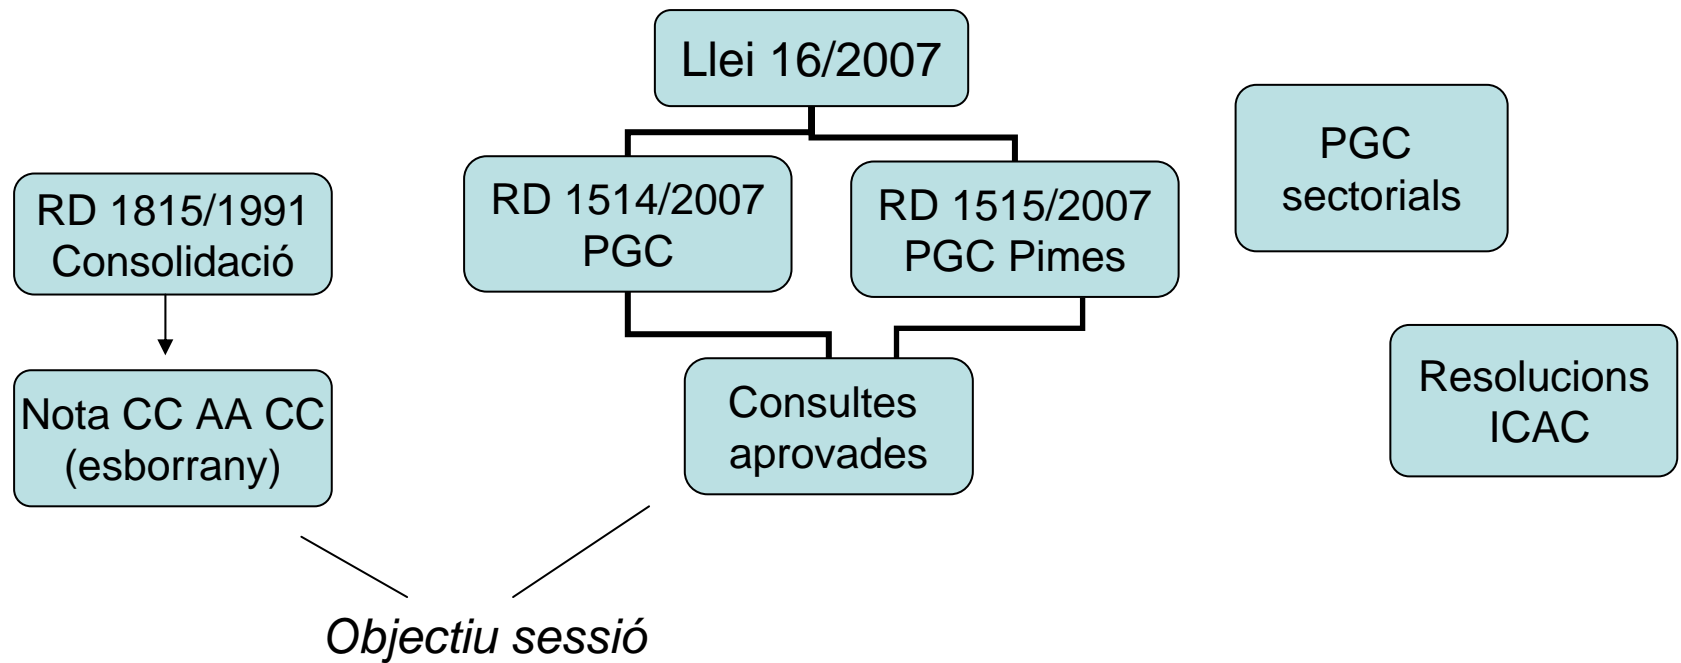 Llei 16/2007
PGC
sectorials
RD 1815/1991
Consolidació
RD 1514/2007
PGC
RD 1515/2007
PGC Pimes
Nota CC AA CC
(esborrany)
Consultes
aprovades
Resolucions
ICAC
Objectiu sessió